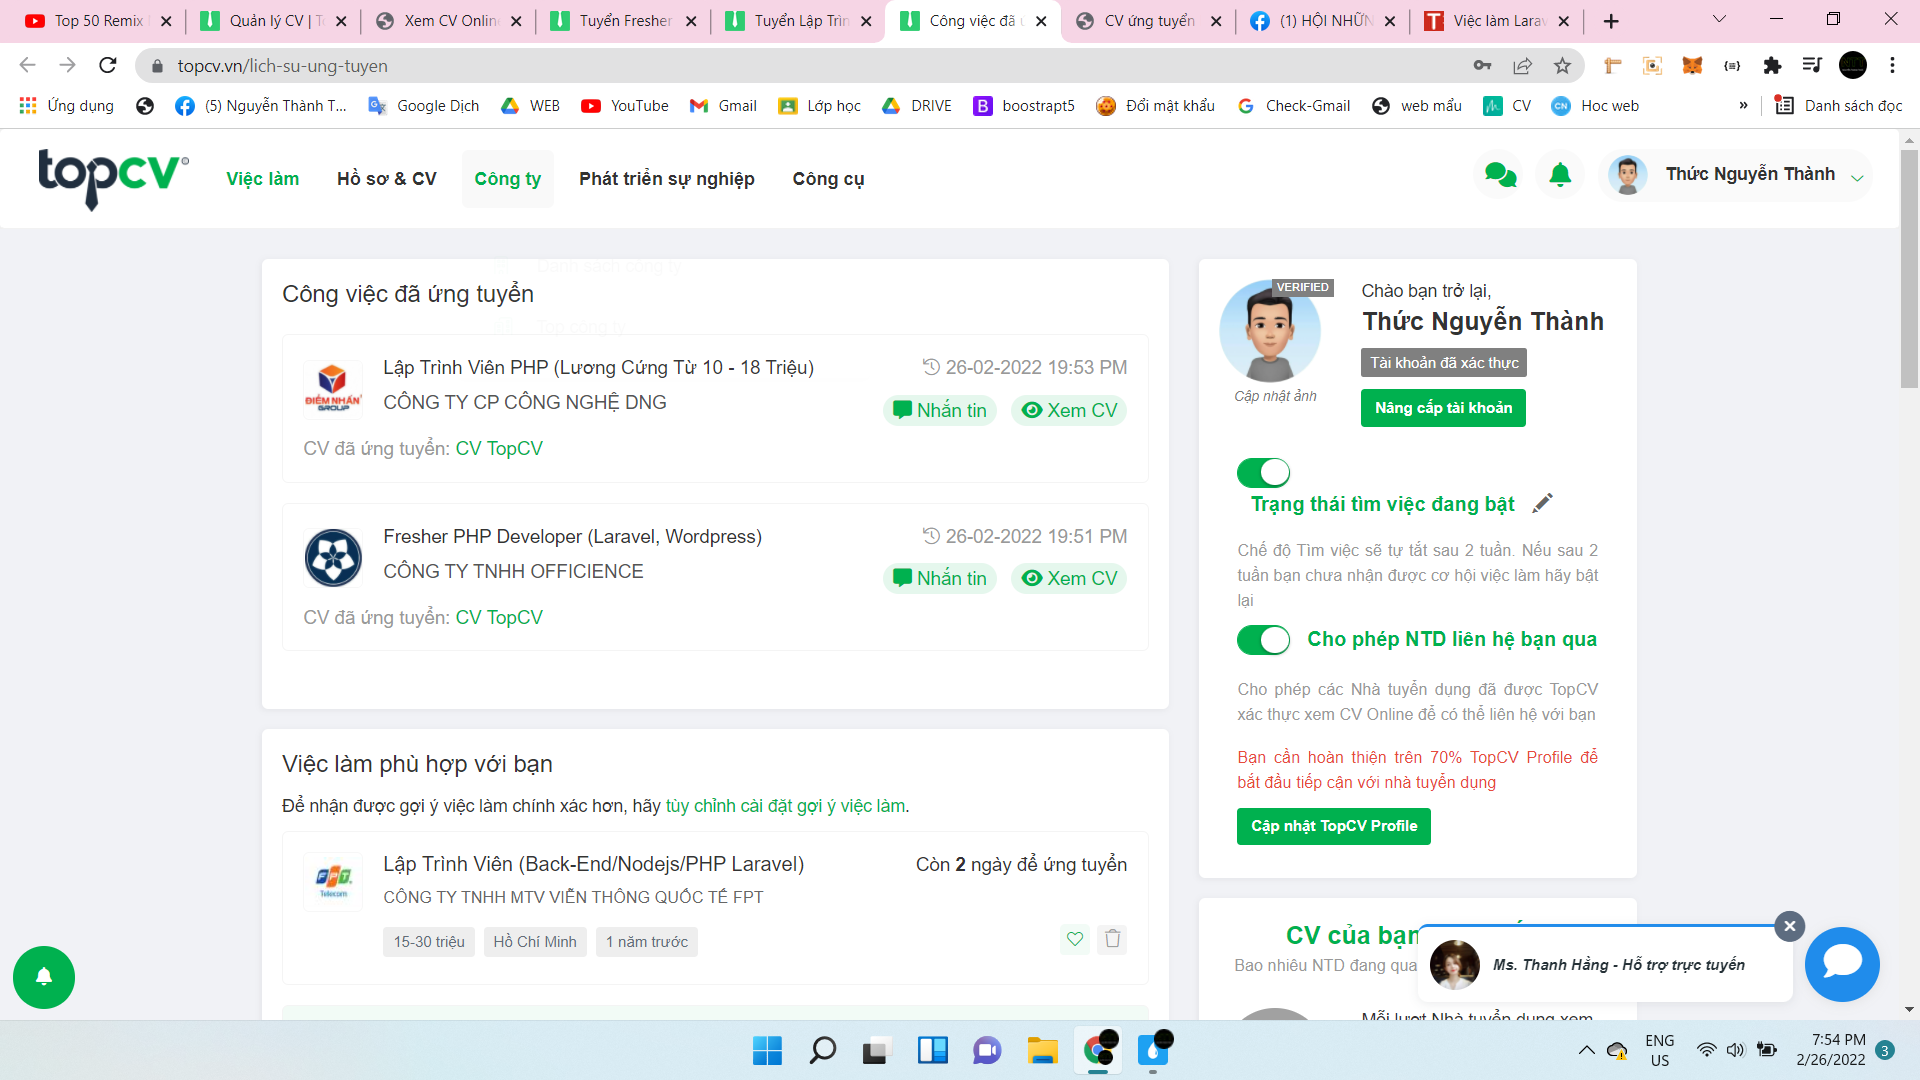 Top 50 Remix
Quản lý CV | T
Xem CV Online
Tuyển Fresher
Tuyển Lập Trìn
Công việc đã ư
CV ứng tuyển
(1) HỘI NHỮN
Việc làm Larav
topcv.vn/lich-su-ung-tuyen
Ứng dụng
(5) Nguyễn Thành T...
Google Dịch
WEB
YouTube
Gmail
Lớp học
DRIVE
boostrapt5
Đổi mật khẩu
Check-Gmail
web mẩu
CV
Hoc web
»
Danh sách đọc
topcv
Việc làm
Hồ sơ & CV
Công ty
Phát triển sự nghiệp
Công cụ
Thức Nguyễn Thành
Danh sách công ty
Công việc đã ứng tuyển
Top công ty
ĐIỂM NHẤN
GROUP
Lập Trình Viên PHP (Lương Cứng Từ 10 - 18 Triệu)
26-02-2022 19:53 PM
CÔNG TY CP CÔNG NGHỆ DNG
Nhắn tin
Xem CV
CV đã ứng tuyển: CV TopCV
Fresher PHP Developer (Laravel, Wordpress)
26-02-2022 19:51 PM
CÔNG TY TNHH OFFICIENCE
Nhắn tin
Xem CV
CV đã ứng tuyển: CV TopCV
Việc làm phù hợp với bạn
Để nhận được gợi ý việc làm chính xác hơn, hãy tùy chỉnh cài đặt gợi ý việc làm.
FPT
Telecom
Lập Trình Viên (Back-End/Nodejs/PHP Laravel)
Còn 2 ngày để ứng tuyển
CÔNG TY TNHH MTV VIỄN THÔNG QUỐC TẾ FPT
15-30 triệu
Hồ Chí Minh
1 năm trước
VERIFIED
Cập nhật ảnh
Chào bạn trở lại,
Thức Nguyễn Thành
Tài khoản đã xác thực
Nâng cấp tài khoản
Trạng thái tìm việc đang bật
Chế độ Tìm việc sẽ tự tắt sau 2 tuần. Nếu sau 2
tuần bạn chưa nhận được cơ hội việc làm hãy bật
lại
Cho phép NTD liên hệ bạn qua
Cho phép các Nhà tuyển dụng đã được TopCV
xác thực xem CV Online để có thể liên hệ với bạn
Bạn cần hoàn thiện trên 70% TopCV Profile để
bắt đầu tiếp cận với nhà tuyển dụng
Cập nhật TopCV Profile
CV của bạn
Bao nhiêu NTD đang qua
Mỗi lượt Nhà tuyển dụng xem
Ms. Thanh Hằng - Hỗ trợ trực tuyến
ENG
US
7:54 PM
2/26/2022
3